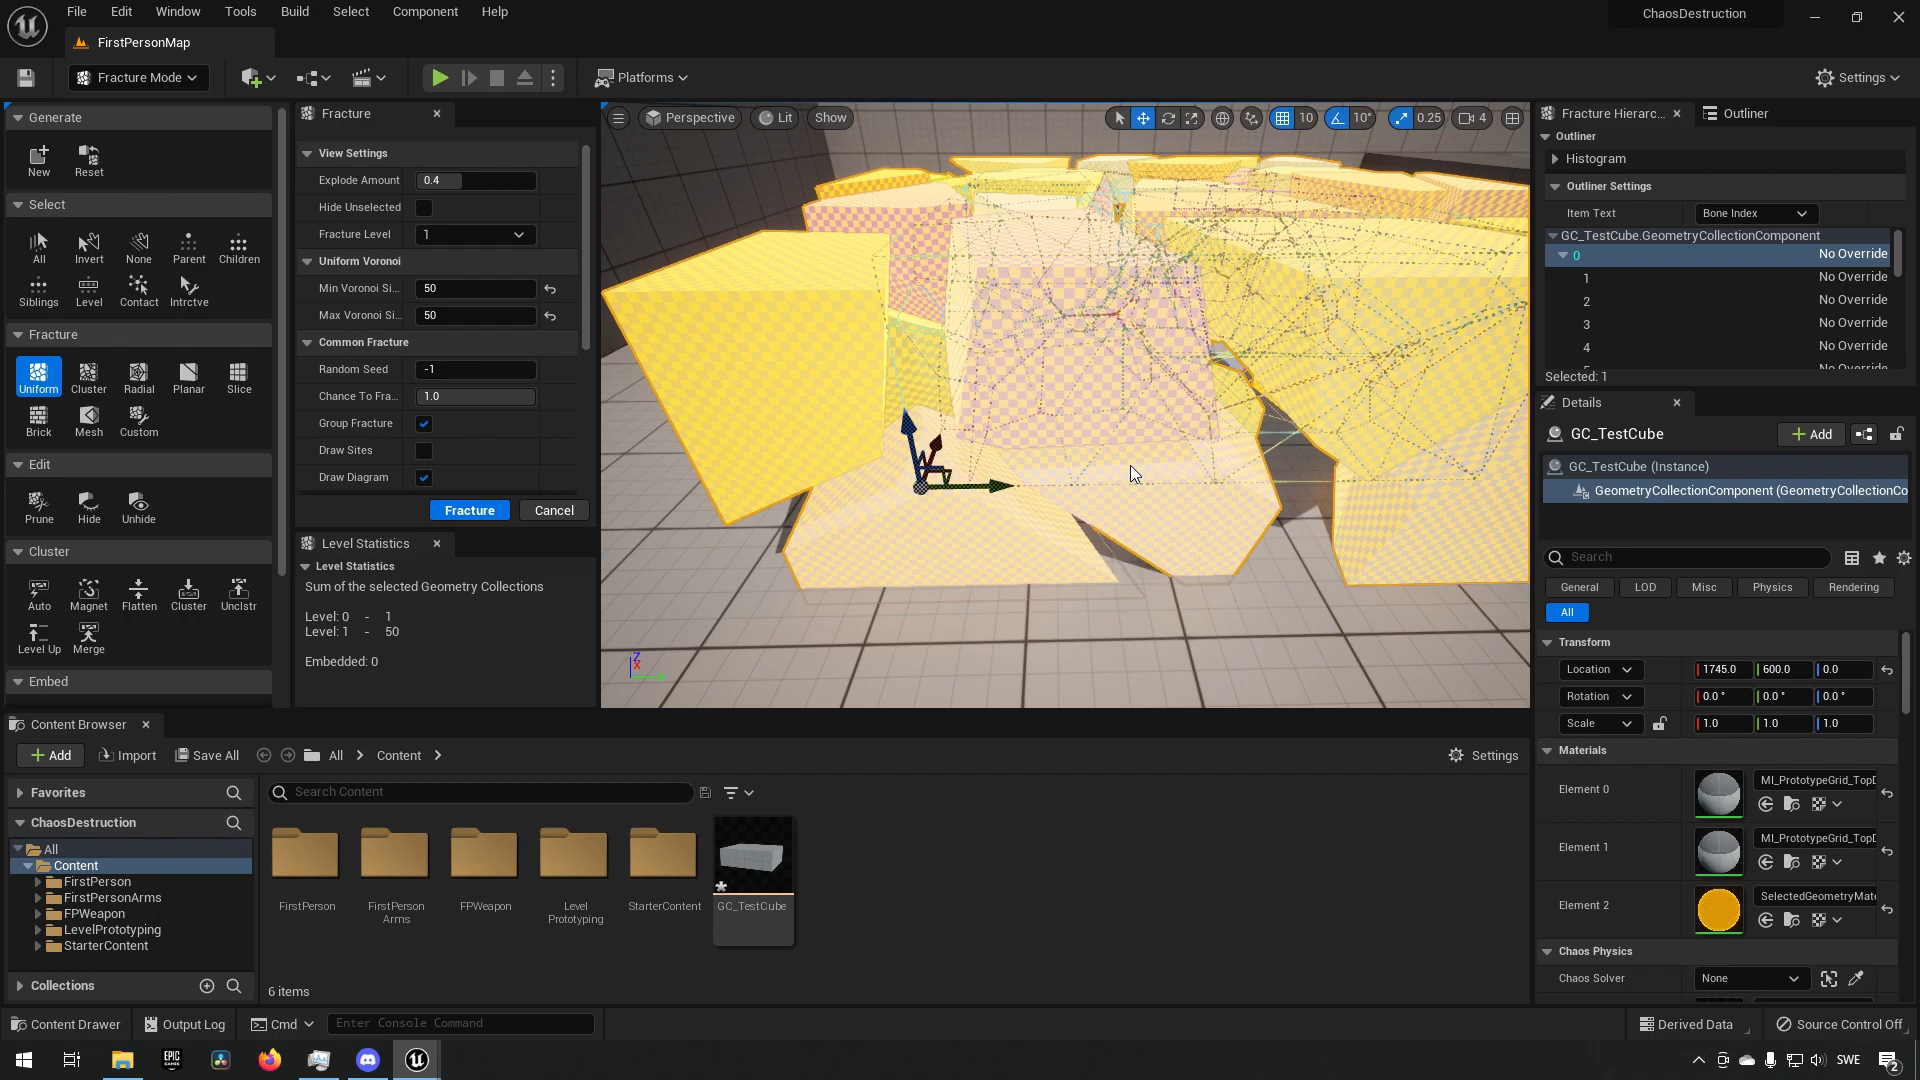 File Edit Window Tools Build Select Component Help
ChaosDestruction
FirstPersonMap
Fracture Mode
Platforms
Settings
Generate
New Reset
Select
All Invert None Parent Children
Siblings Level Contact Intrctve
Fracture
Uniform Cluster Radial Planar Slice
Brick Mesh Custom
Edit
Prune Hide Unhide
Cluster
Auto Magnet Flatten Cluster Unclstr
Level Up Merge
Embed
Fracture
View Settings
Explode Amount 0.4
Hide Unselected
Fracture Level 1
Uniform Voronoi
Min Voronoi Si... 50
Max Voronoi Si... 50
Common Fracture
Random Seed -1
Chance To Fra... 1.0
Group Fracture
Draw Sites
Draw Diagram
Fracture Cancel
Level Statistics
Level Statistics
Sum of the selected Geometry Collections
Level: 0 - 1
Level: 1 - 50
Embedded: 0
Perspective Lit Show
10 10° 0.25 4
Z
X
Y
Fracture Hierarc... Outliner
Outliner
Histogram
Outliner Settings
Item Text Bone Index
GC_TestCube.GeometryCollectionComponent
0 No Override
1 No Override
2 No Override
3 No Override
4 No Override
Selected: 1
Details
GC_TestCube
Add
GC_TestCube (Instance)
GeometryCollectionComponent (GeometryCollectionCo
Search
General LOD Misc Physics Rendering
All
Transform
Location 1745.0 600.0 0.0
Rotation 0.0 ° 0.0 ° 0.0 °
Scale 1.0 1.0 1.0
Materials
Element 0 MI_PrototypeGrid_TopD
Element 1 MI_PrototypeGrid_TopD
Element 2 SelectedGeometryMate
Chaos Physics
Chaos Solver None
Content Browser
Add Import Save All All Content
Settings
Favorites
ChaosDestruction
All
Content
FirstPerson
FirstPersonArms
FPWeapon
LevelPrototyping
StarterContent
Collections
Search Content
FirstPerson
FirstPerson
Arms
FPWeapon
Level
Prototyping
StarterContent
GC_TestCube
6 items
Content Drawer Output Log Cmd Enter Console Command
Derived Data Source Control Off
EPIC
GAMES
SWE
2